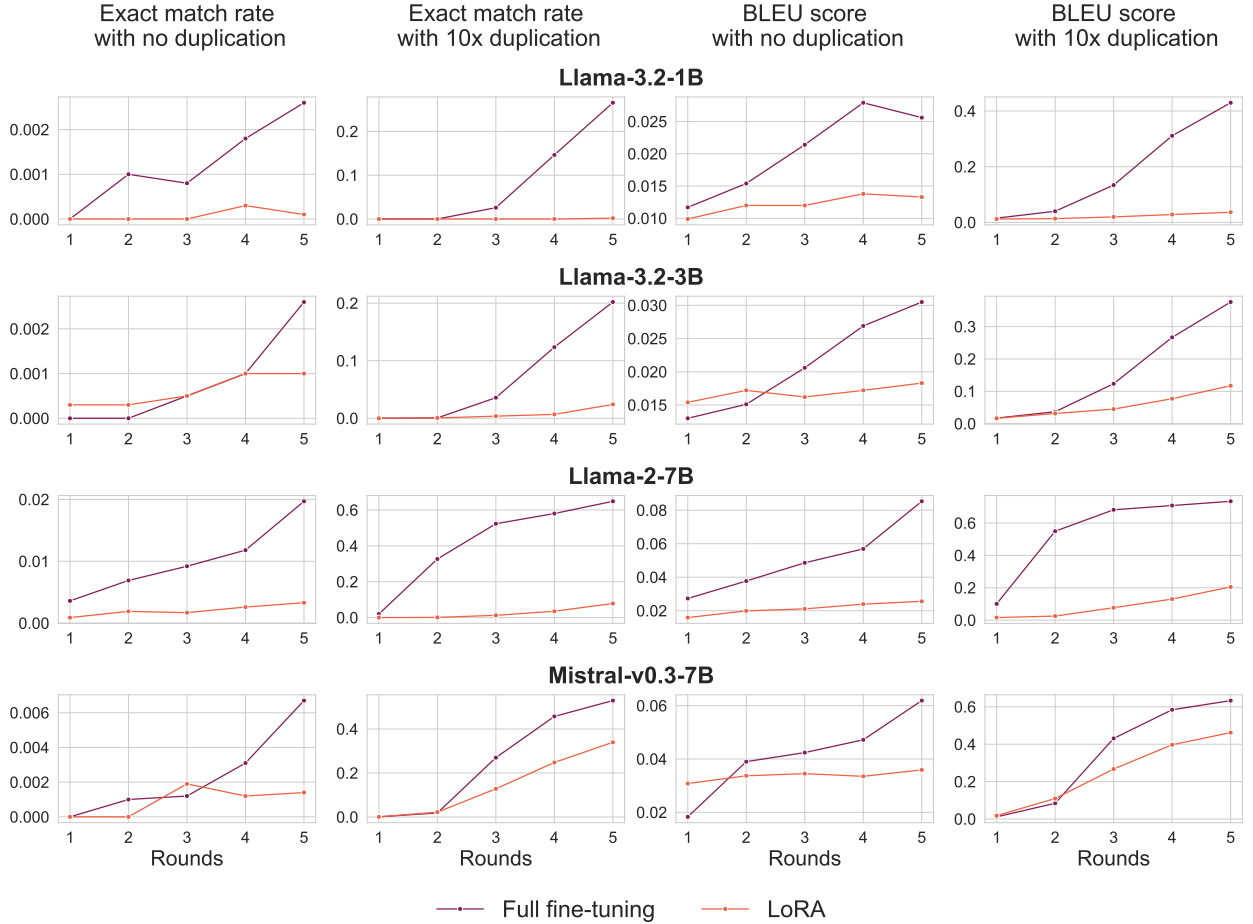 Exact match rate
with no duplication
Exact match rate
with 10x duplication
BLEU score
with no duplication
BLEU score
with 10x duplication
Llama-3.2-1B
0.002
0.001
0.000
1 2 3 4 5
0.2
0.1
0.0
1 2 3 4 5
0.025
0.020
0.015
0.010
1 2 3 4 5
0.4
0.2
0.0
1 2 3 4 5
Llama-3.2-3B
0.002
0.001
0.000
1 2 3 4 5
0.2
0.1
0.0
1 2 3 4 5
0.030
0.025
0.020
0.015
1 2 3 4 5
0.3
0.2
0.1
0.0
1 2 3 4 5
Llama-2-7B
0.02
0.01
0.00
1 2 3 4 5
0.6
0.4
0.2
0.0
1 2 3 4 5
0.08
0.06
0.04
0.02
1 2 3 4 5
0.6
0.4
0.2
0.0
1 2 3 4 5
Mistral-v0.3-7B
0.006
0.004
0.002
0.000
1 2 3 4 5
Rounds
0.4
0.2
0.0
1 2 3 4 5
Rounds
0.06
0.04
0.02
1 2 3 4 5
Rounds
0.6
0.4
0.2
0.0
1 2 3 4 5
Rounds
Full fine-tuning
LoRA